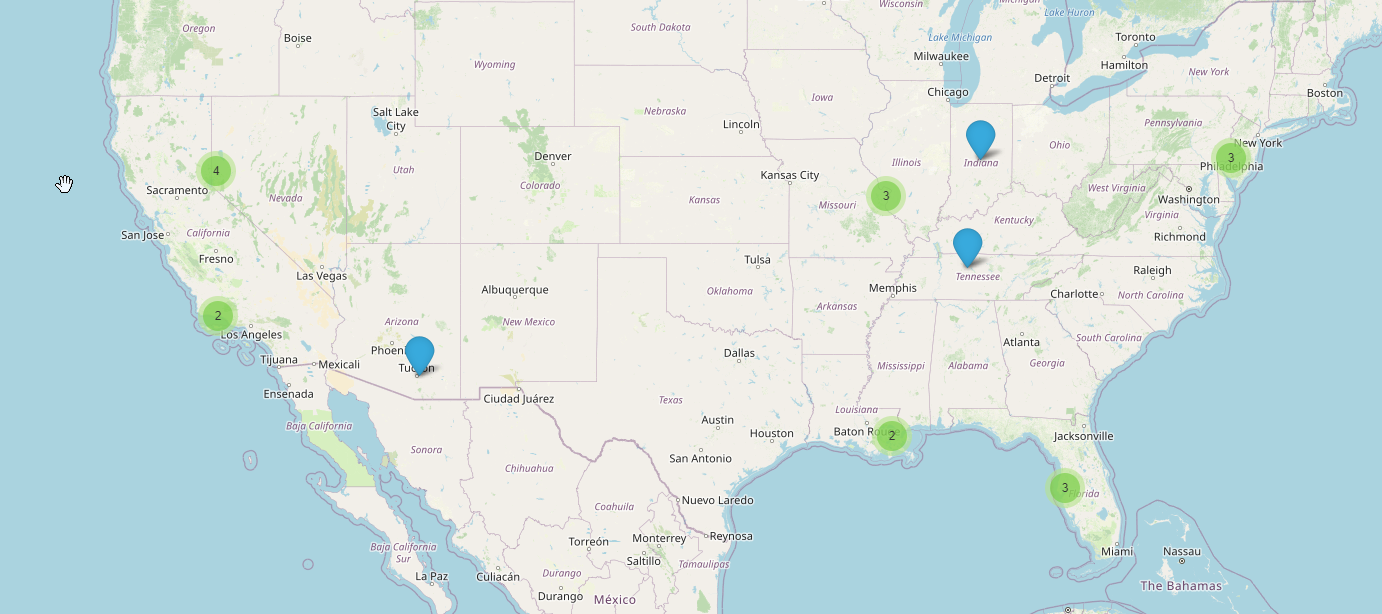 Wisconsin
Michigan
Lake Huron
Oregon
South Dakota
Boise
Lake Michigan
Toronto
Milwaukee
Hamilton
Wyoming
New York
Detroit
Chicago
Boston
Iowa
Nebraska
Salt Lake
City
Lincoln
Pennsylvania
New York
Ohio
Denver
Illinois
Indiana
3
Philadelphia
Utah
4
Colorado
Kansas City
Sacramento
Nevada
Kansas
Missouri
3
West Virginia
Washington
Virginia
Kentucky
San Jose
California
Richmond
Fresno
Las Vegas
Tulsa
Tennessee
Raleigh
Albuquerque
Oklahoma
Memphis
Charlotte
North Carolina
Arkansas
2
Arizona
New Mexico
Los Angeles
South Carolina
Atlanta
Phoen
Dallas
Tijuana
Mexicali
Tucson
Mississippi
Alabama
Georgia
Ensenada
Ciudad Juárez
Texas
Louisiana
Baja California
Austin
Houston
Baton Rouge
2
Jacksonville
Sonora
San Antonio
Chihuahua
3
Florida
Nuevo Laredo
Coahuila
Reynosa
Torreón
Monterrey
Baja California
Sur
Saltillo
Tamaulipas
Miami
Nassau
La Paz
Culiacán
Durango
Durango
México
The Bahamas